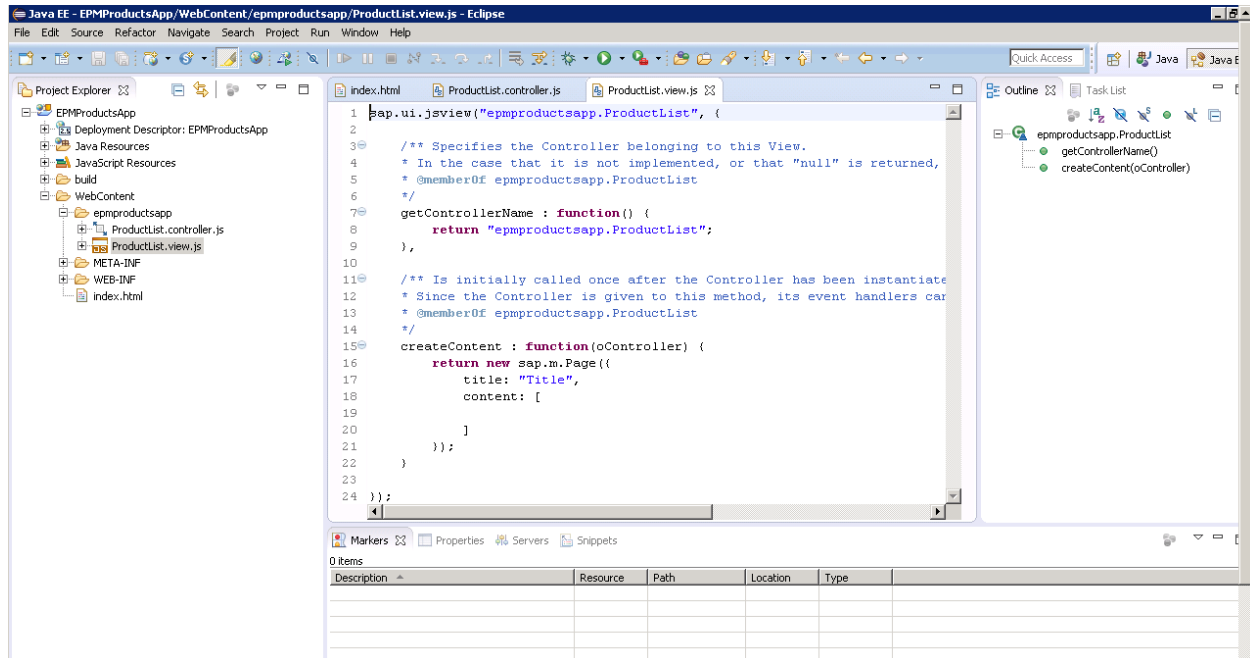 Java EE - EPMProductsApp/WebContent/epmproductsapp/ProductList.view.js - Eclipse
File Edit Source Refactor Navigate Search Project Run Window Help
Quick Access Java Java E
Project Explorer
EPMProductsApp
Deployment Descriptor: EPMProductsApp
Java Resources
JavaScript Resources
build
WebContent
epmproductsapp
ProductList.controller.js
ProductList.view.js
META-INF
WEB-INF
index.html
index.html ProductList.controller.js ProductList.view.js
1 sap.ui.jsview("epmproductsapp.ProductList", {
2
3 /** Specifies the Controller belonging to this View.
4 * In the case that it is not implemented, or that "null" is returned,
5 * @memberOf epmproductsapp.ProductList
6 */
7 getControllerName : function() {
8 return "epmproductsapp.ProductList";
9 },
10
11 /** Is initially called once after the Controller has been instantiate
12 * Since the Controller is given to this method, its event handlers can
13 * @memberOf epmproductsapp.ProductList
14 */
15 createContent : function(oController) {
16 return new sap.m.Page({
17 title: "Title",
18 content: [
19
20 ]
21 });
22 }
23
24 });
Outline Task List
epmproductsapp.ProductList
getControllerName()
createContent(oController)
Markers Properties Servers Snippets
0 items
Description Resource Path Location Type